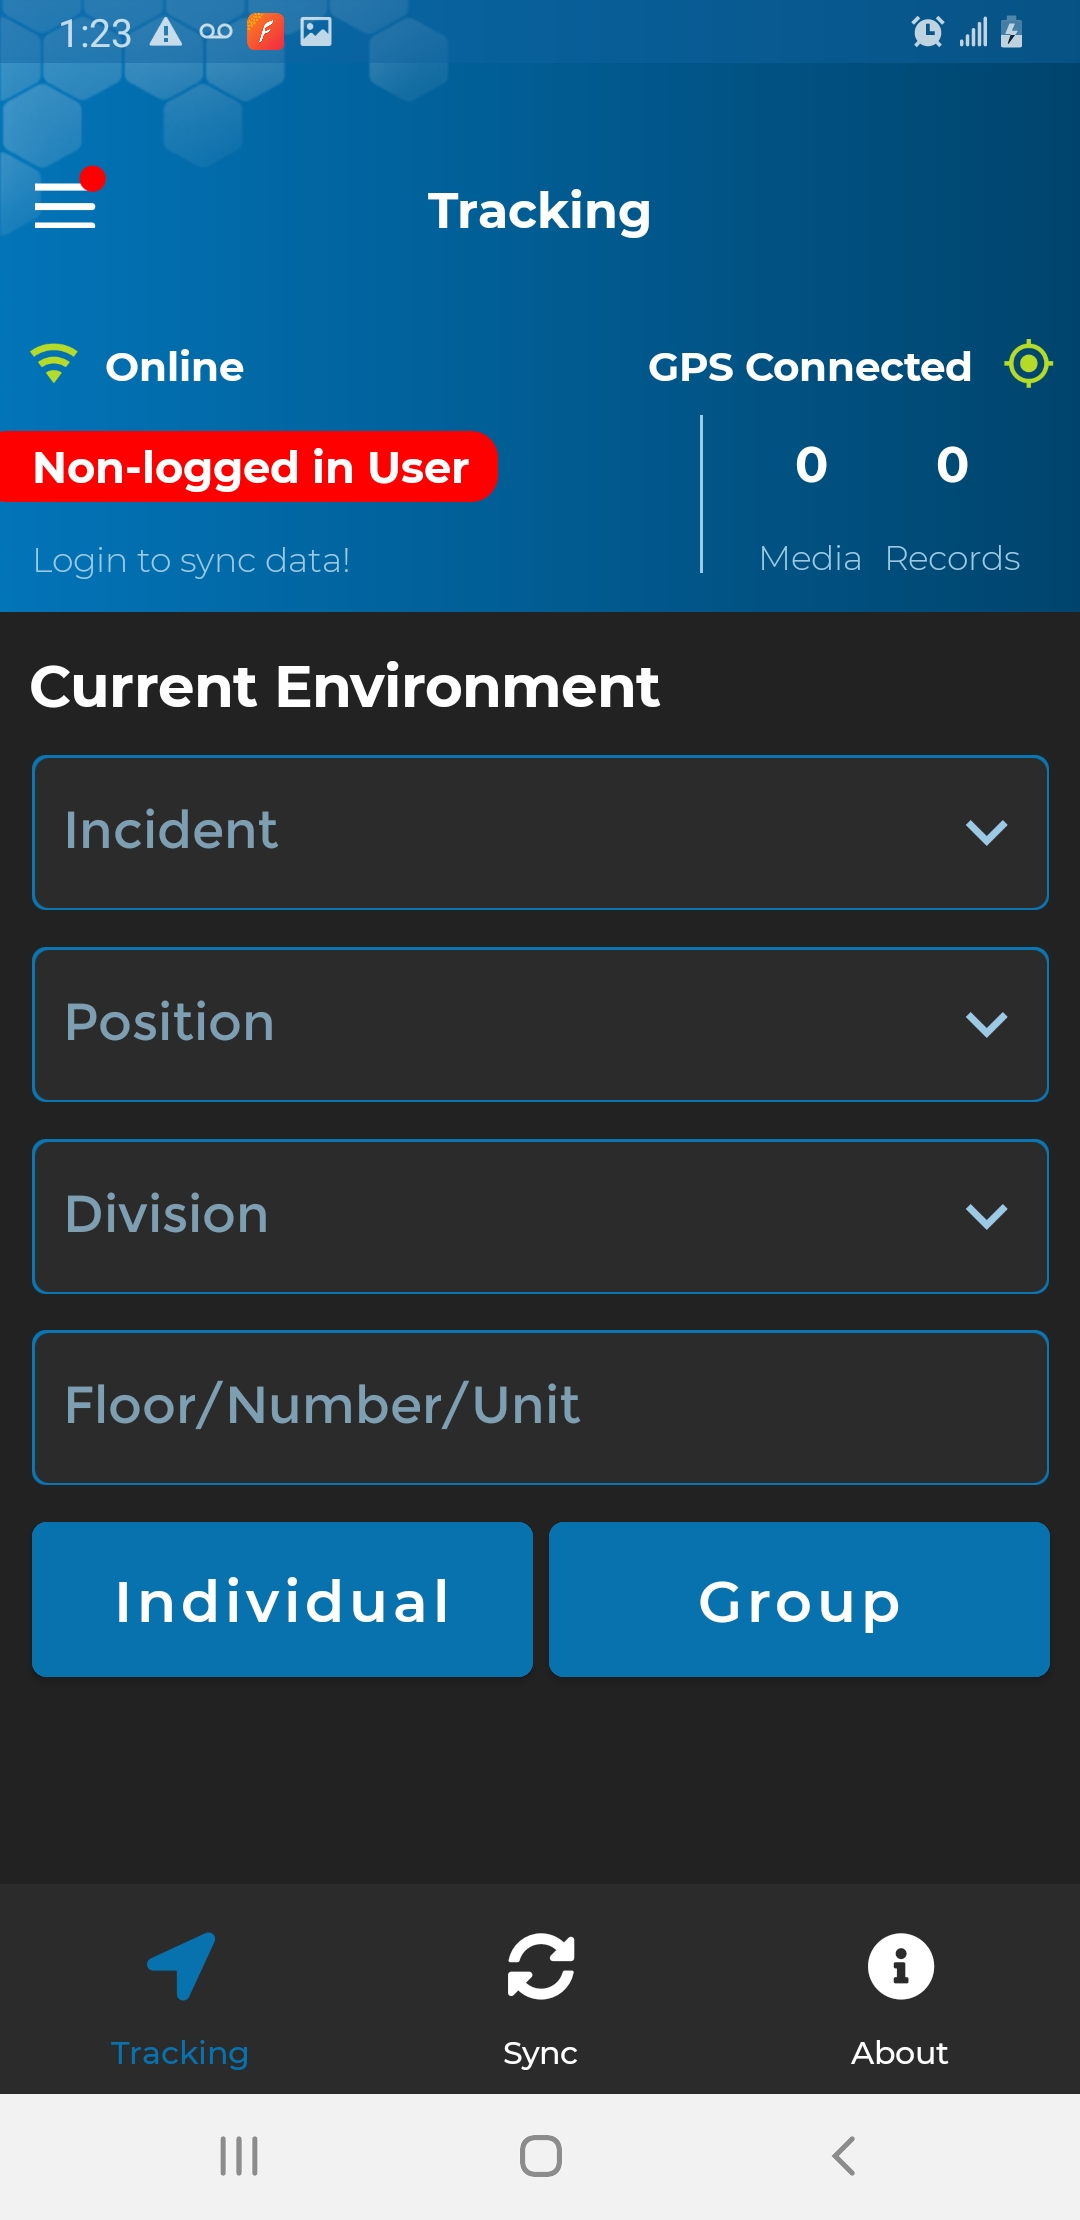 1:23
Tracking
Online
GPS Connected
Non-logged in User
0 0
Login to sync data!
Media Records
Current Environment
Incident
Position
Division
Floor/Number/Unit
Individual
Group
Tracking
Sync
About